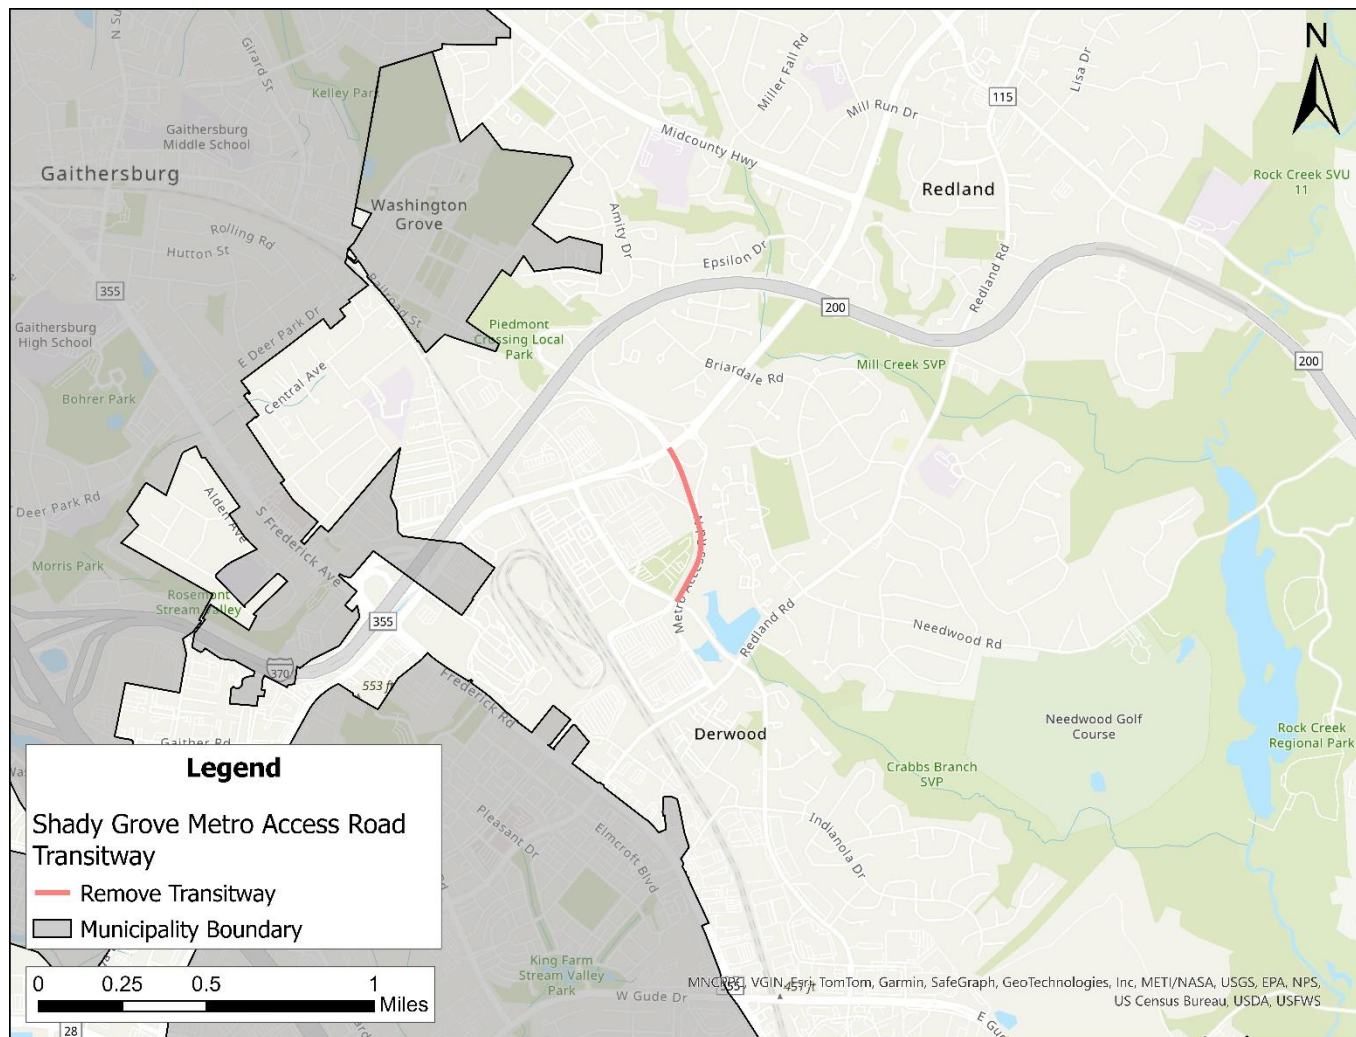 N
N Su
Girard St
Kelley Park
Gaithersburg
Middle School
Gaithersburg
Washington
Grove
Rolling Rd
Hutton St
355
Railroad St
Gaithersburg
High School
E Deer Park Dr
Central Ave
Bohrer Park
Miller Fall Rd
Mill Run Dr
Midcounty Hwy
115
Lisa Dr
Redland
Rock Creek SVU
11
Amity Dr
Epsilon Dr
Redland Rd
200
Piedmont
Crossing Local
Park
Briardale Rd
Mill Creek SVP
200
Deer Park Rd
Alden Ave
S Frederick Ave
Morris Park
Rosemont
Stream Valley
355
370
553 ft
Metro Access Rd
Redland Rd
Needwood Rd
Frederick Rd
Gaither Rd
Derwood
Needwood Golf
Course
Rock Creek
Regional Park
Crabbs Branch
SVP
Indianola Dr
Pleasant Dr
Elmcroft Blvd
King Farm
Stream Valley
Park
W Gude Dr
355
457 ft
E Gud
28
Legend
Shady Grove Metro Access Road
Transitway
Remove Transitway
Municipality Boundary
0 0.25 0.5 1
Miles
MNCPPC, VGIN, Esri, TomTom, Garmin, SafeGraph, GeoTechnologies, Inc, METI/NASA, USGS, EPA, NPS,
US Census Bureau, USDA, USFWS